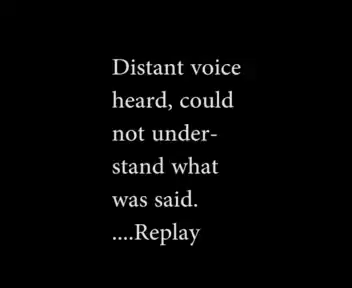 Distant voice
heard, could
not under-
stand what
was said.
....Replay